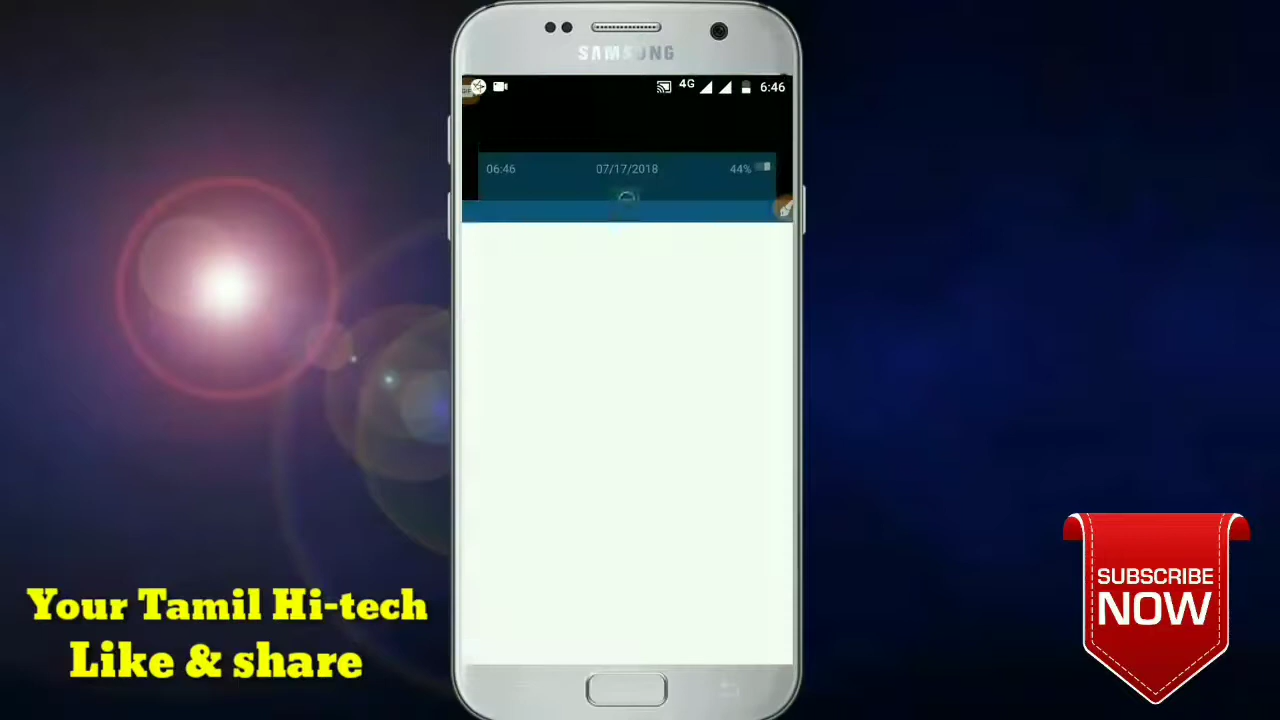 SAMSUNG
4G 6:46
06:46 07/17/2018 44%
Your Tamil Hi-tech
Like & share
SUBSCRIBE
NOW